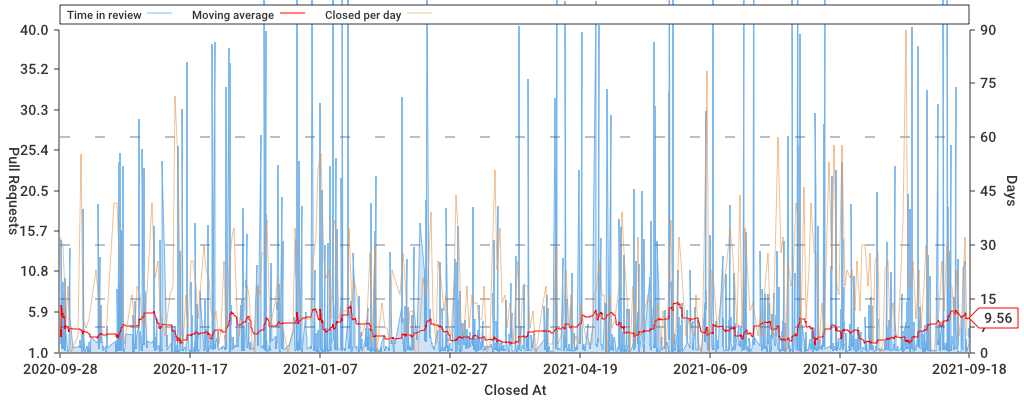 Time in review Moving average Closed per day
40.0 90
35.2 75
30.3
25.4 60
20.5 45
15.7 30
10.8 15
5.9 9.56
7
1.0 0
Pull Requests
Days
2020-09-28 2020-11-17 2021-01-07 2021-02-27 2021-04-19 2021-06-09 2021-07-30 2021-09-18
Closed At